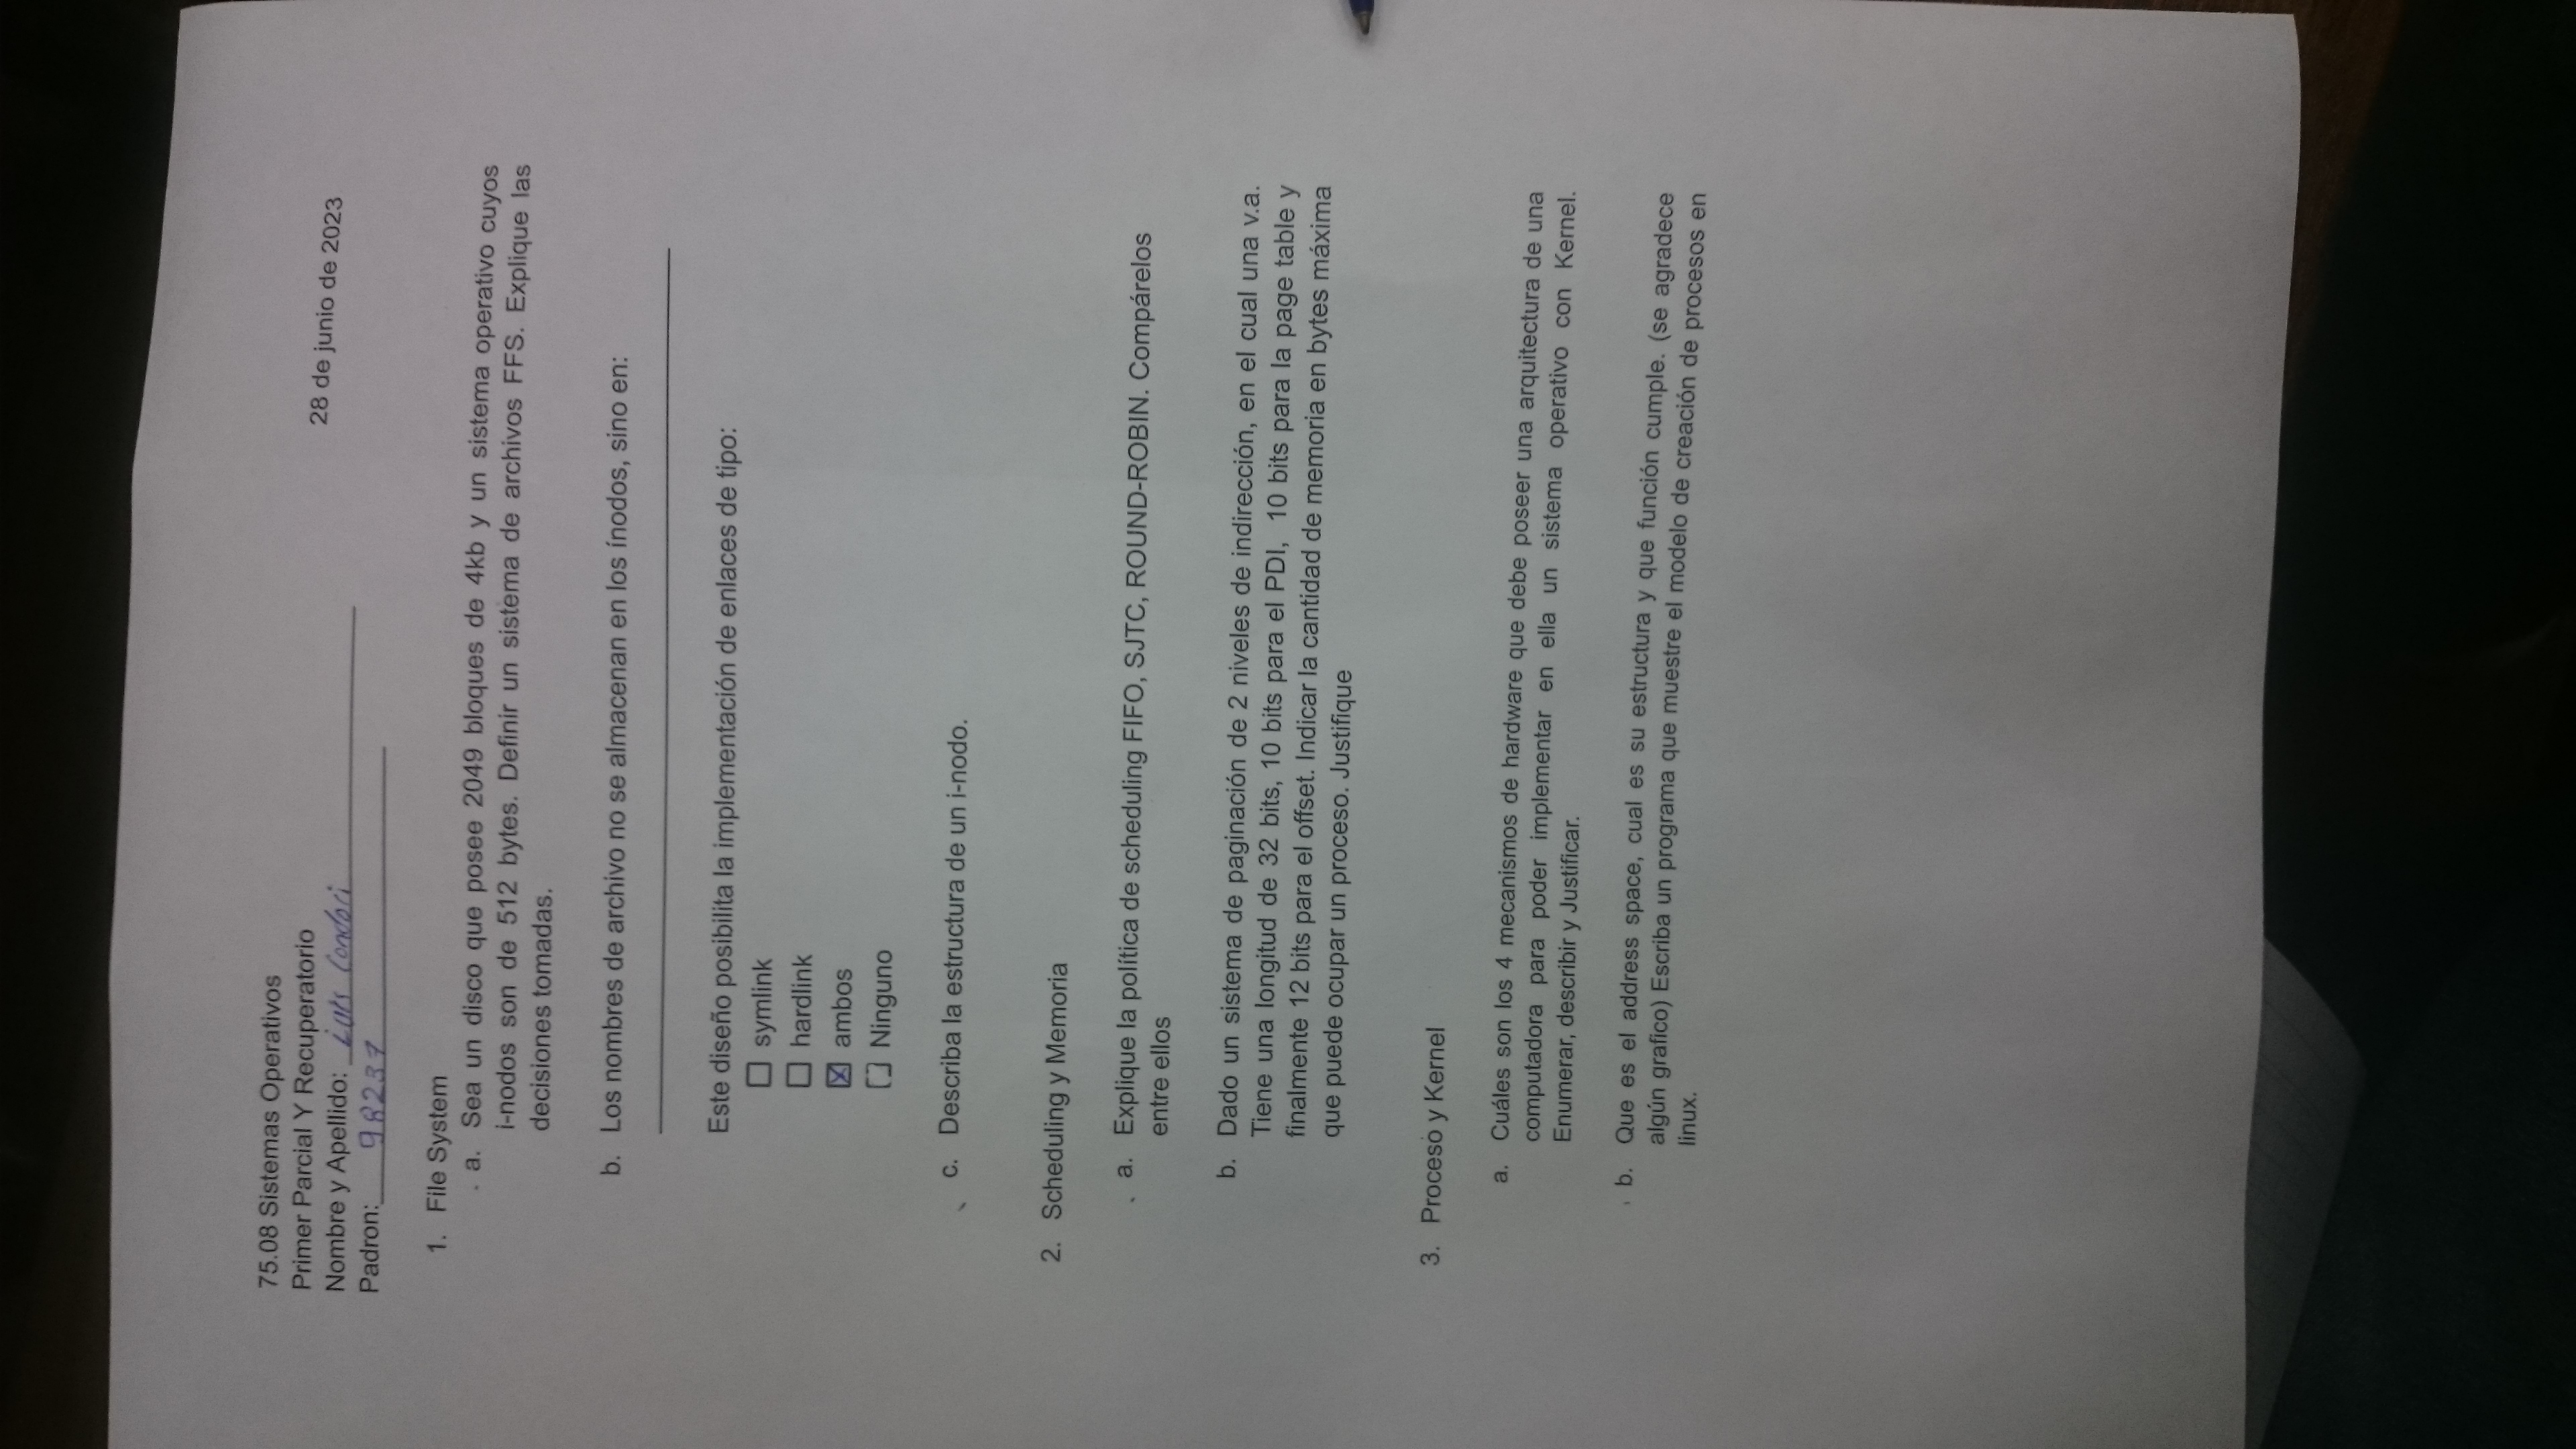 75.08 Sistemas Operativos
Primer Parcial Y Recuperatorio
28 de junio de 2023
Nombre y Apellido: Luis Condori
Padron: 98237
1. File System
a. Sea un disco que posee 2049 bloques de 4kb y un sistema operativo cuyos
i-nodos son de 512 bytes. Definir un sistema de archivos FFS. Explique las
decisiones tomadas.
b. Los nombres de archivo no se almacenan en los ínodos, sino en:
Este diseño posibilita la implementación de enlaces de tipo:
symlink
hardlink
ambos
Ninguno
c. Describa la estructura de un i-nodo.
2. Scheduling y Memoria
a. Explique la política de scheduling FIFO, SJTC, ROUND-ROBIN. Compárelos
entre ellos
b. Dado un sistema de paginación de 2 niveles de indirección, en el cual una v.a.
Tiene una longitud de 32 bits, 10 bits para el PDI, 10 bits para la page table y
finalmente 12 bits para el offset. Indicar la cantidad de memoria en bytes máxima
que puede ocupar un proceso. Justifique
3. Proceso y Kernel
a. Cuáles son los 4 mecanismos de hardware que debe poseer una arquitectura de una
computadora para poder implementar en ella un sistema operativo con Kernel.
Enumerar, describir y Justificar.
b. Que es el address space, cual es su estructura y que función cumple. (se agradece
algún grafico) Escriba un programa que muestre el modelo de creación de procesos en
linux.